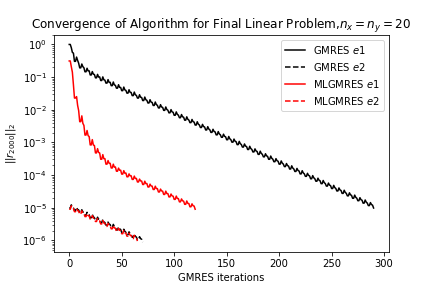 Convergence of Algorithm for Final Linear Problem,$n_x = n_y = 20$
GMRES e1
GMRES e2
MLGMRES e1
MLGMRES e2
$||r_{2000}||_2$
$10^0$
$10^{-1}$
$10^{-2}$
$10^{-3}$
$10^{-4}$
$10^{-5}$
$10^{-6}$
0 50 100 150 200 250 300
GMRES iterations